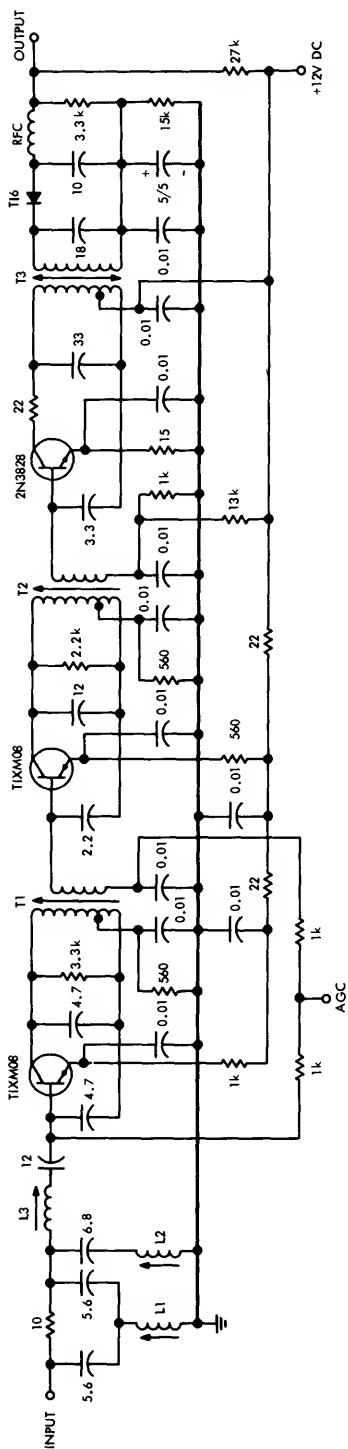 INPUT
10
5.6
5.6
L1
6.8
L2
L3
12
TIXM08
4.7
4.7
3.3k
T1
0.01
560
0.01
0.01
1k
0.01
22
1k
AGC
1k
TIXM08
2.2
12
2.2k
T2
0.01
560
0.01
0.01
560
0.01
22
2N3828
3.3
22
33
T3
1k
15
0.01
0.01
13k
18
TI6
10
RFC
3.3k
OUTPUT
0.01
+
5/5
-
15k
27k
+12V DC